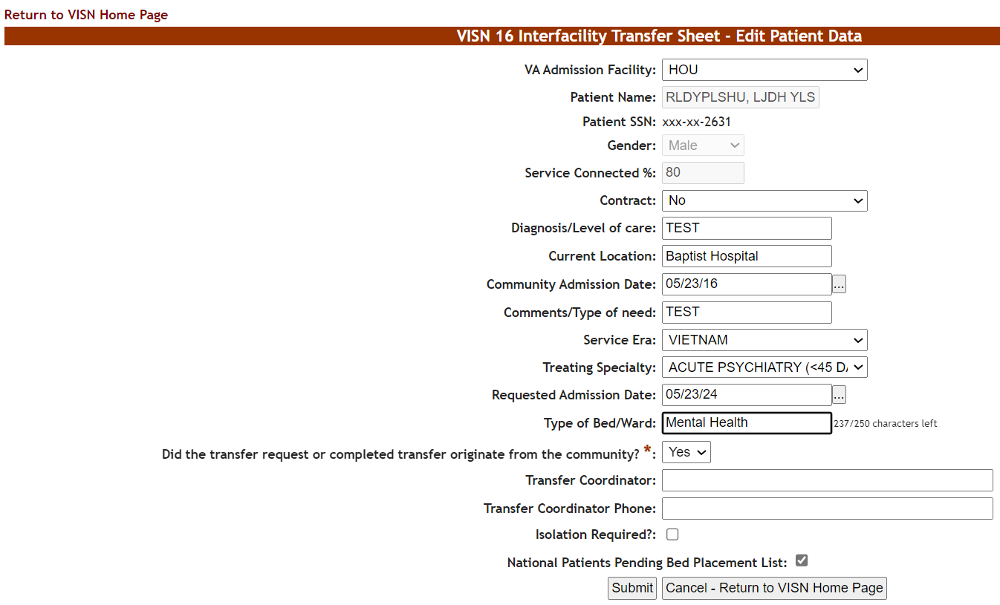 Return to VISN Home Page
VISN 16 Interfacility Transfer Sheet - Edit Patient Data
VA Admission Facility: HOU
Patient Name: RLDYPLSHU, LJDH YLS
Patient SSN: xxx-xx-2631
Gender: Male
Service Connected %: 80
Contract: No
Diagnosis/Level of care: TEST
Current Location: Baptist Hospital
Community Admission Date: 05/23/16 ...
Comments/Type of need: TEST
Service Era: VIETNAM
Treating Specialty: ACUTE PSYCHIATRY (<45 DA
Requested Admission Date: 05/23/24 ...
Type of Bed/Ward: Mental Health 237/250 characters left
Did the transfer request or completed transfer originate from the community? *: Yes
Transfer Coordinator:
Transfer Coordinator Phone:
Isolation Required?:
National Patients Pending Bed Placement List:
Submit Cancel - Return to VISN Home Page